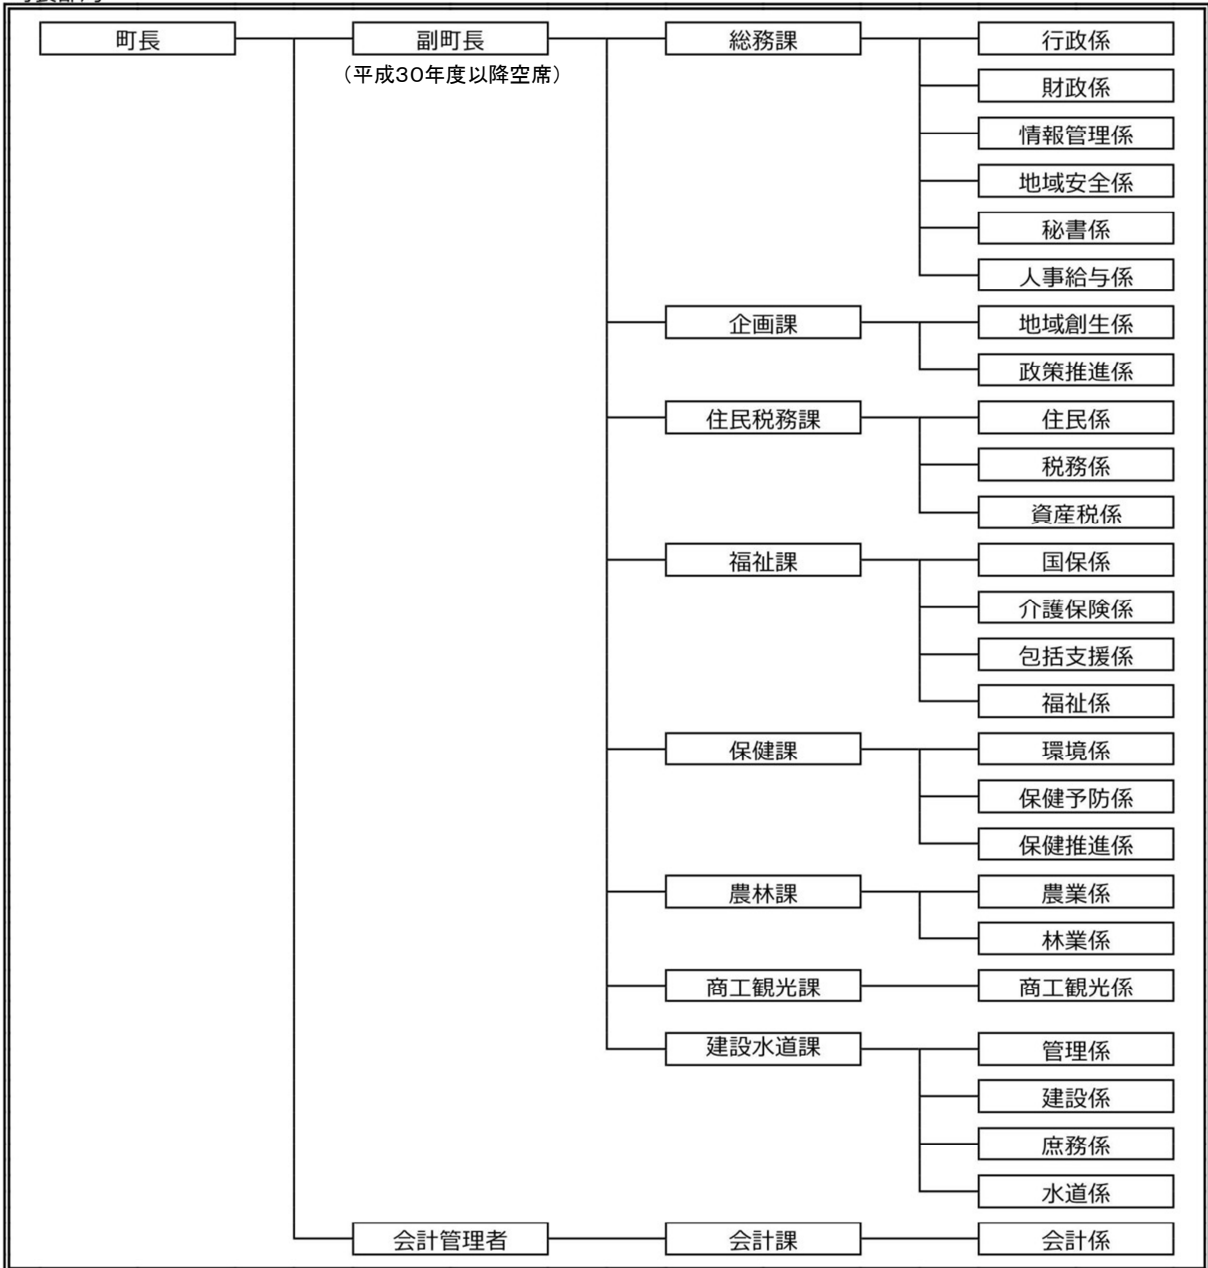 町長
副町長
総務課
行政係
(平成30年度以降空席)
財政係
情報管理係
地域安全係
秘書係
人事給与係
企画課
地域創生係
政策推進係
住民税務課
住民係
税務係
資産税係
福祉課
国保係
介護保険係
包括支援係
福祉係
保健課
環境係
保健予防係
保健推進係
農林課
農業係
林業係
商工観光課
商工観光係
建設水道課
管理係
建設係
庶務係
水道係
会計管理者
会計課
会計係